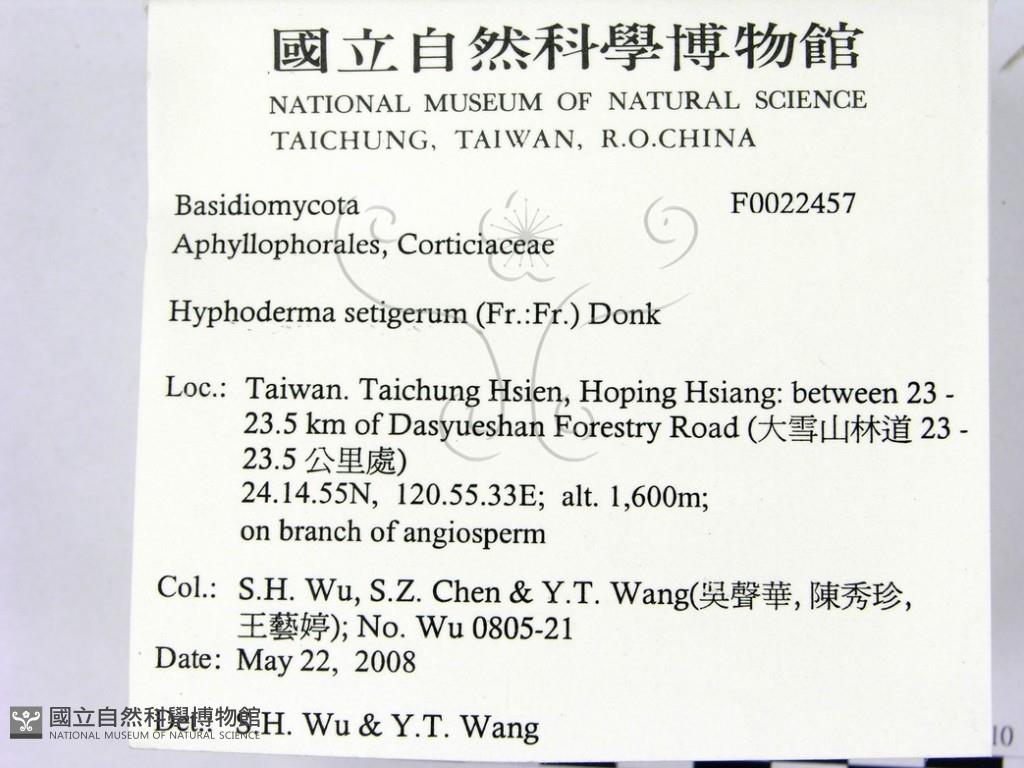 國立自然科學博物館
NATIONAL MUSEUM OF NATURAL SCIENCE
TAICHUNG, TAIWAN, R.O.CHINA
Basidiomycota F0022457
Aphyllophorales, Corticiaceae
Hyphoderma setigerum (Fr.:Fr.) Donk
Loc.: Taiwan. Taichung Hsien, Hoping Hsiang: between 23 -
23.5 km of Dasyueshan Forestry Road (大雪山林道 23 -
23.5 公里處)
24.14.55N, 120.55.33E; alt. 1,600m;
on branch of angiosperm
Col.: S.H. Wu, S.Z. Chen & Y.T. Wang(吳聲華, 陳秀珍,
王藝婷); No. Wu 0805-21
Date: May 22, 2008
Det.: S.H. Wu & Y.T. Wang
國立自然科學博物館
NATIONAL MUSEUM OF NATURAL SCIENCE
10